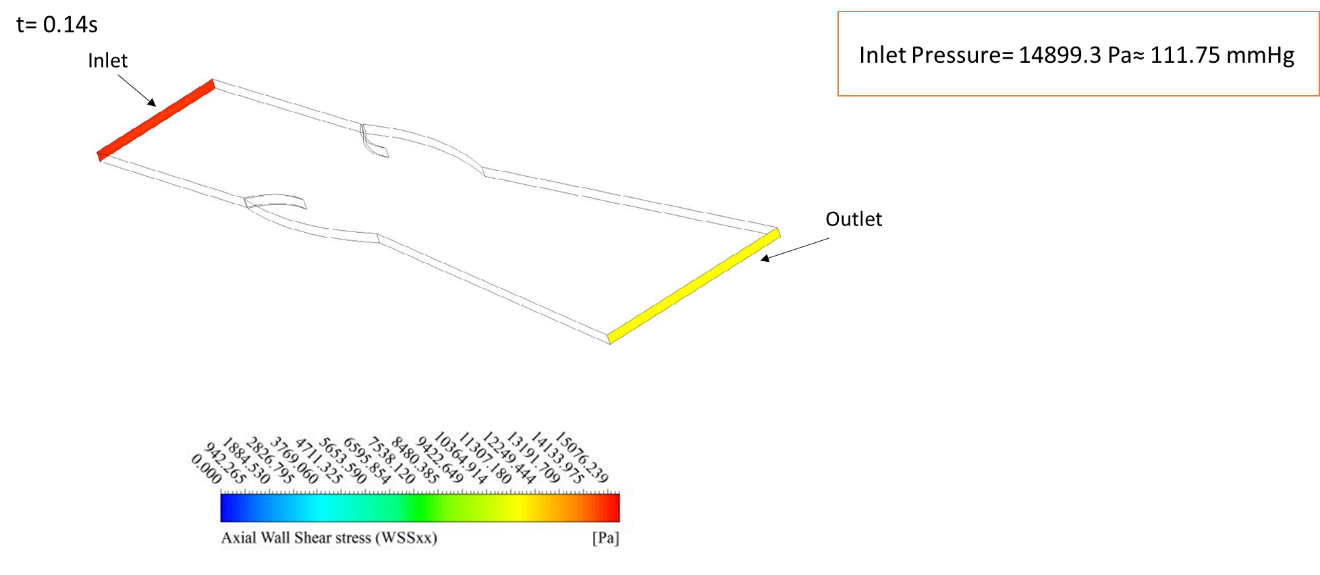 t= 0.14s
Inlet
Inlet Pressure= 14899.3 Pa≈ 111.75 mmHg
Outlet
0.000
942.265
1884.530
2826.795
3769.060
4711.325
5653.590
6595.854
7538.120
8480.385
9422.649
10364.914
11307.180
12249.444
13191.709
14133.975
15076.239
Axial Wall Shear stress (WSSxx)
[Pa]